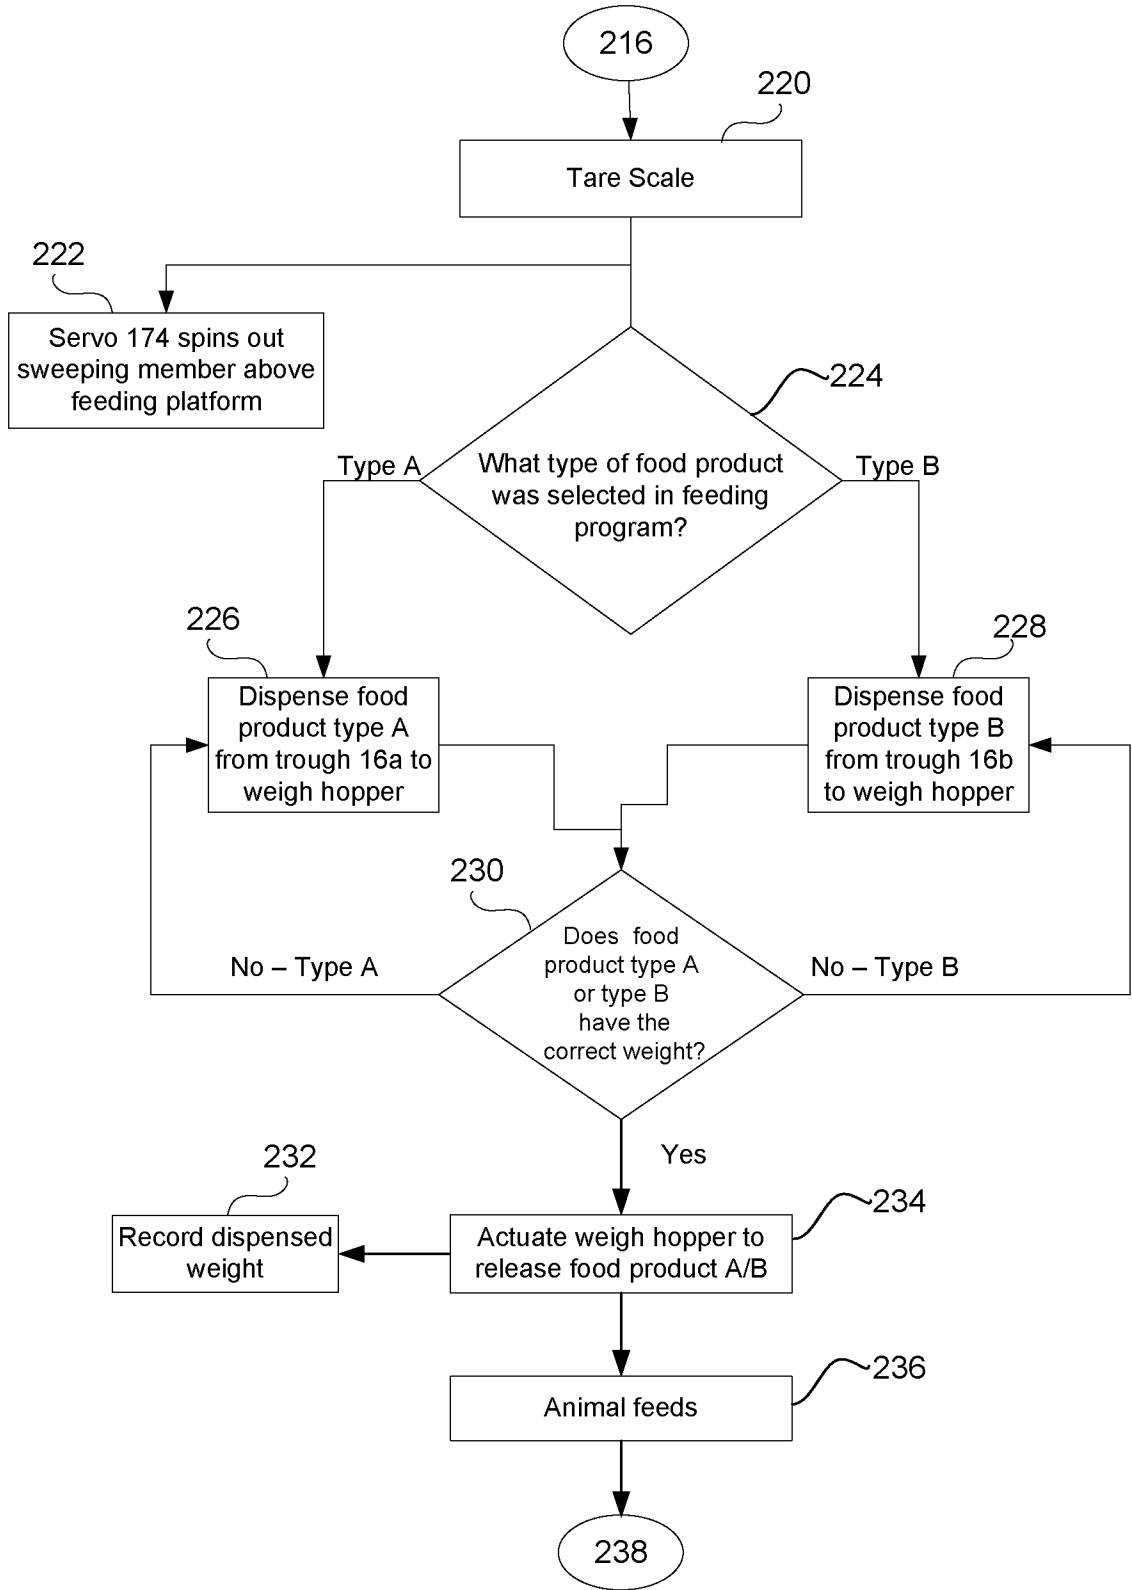 216
220
Tare Scale
222
Servo 174 spins out
sweeping member above
feeding platform
224
Type A
Type B
What type of food product
was selected in feeding
program?
226
228
Dispense food
product type A
from trough 16a to
weigh hopper
Dispense food
product type B
from trough 16b
to weigh hopper
230
Does food
product type A
or type B
have the
correct weight?
No – Type A
No – Type B
Yes
232
234
Record dispensed
weight
Actuate weigh hopper to
release food product A/B
236
Animal feeds
238